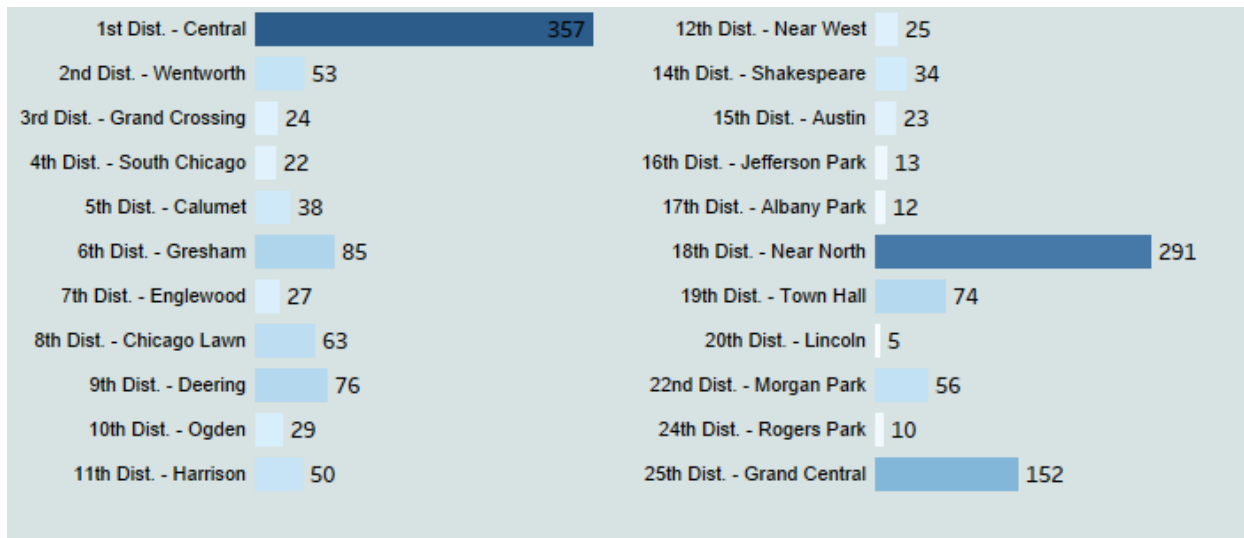 1st Dist. - Central 357
2nd Dist. - Wentworth 53
3rd Dist. - Grand Crossing 24
4th Dist. - South Chicago 22
5th Dist. - Calumet 38
6th Dist. - Gresham 85
7th Dist. - Englewood 27
8th Dist. - Chicago Lawn 63
9th Dist. - Deering 76
10th Dist. - Ogden 29
11th Dist. - Harrison 50
12th Dist. - Near West 25
14th Dist. - Shakespeare 34
15th Dist. - Austin 23
16th Dist. - Jefferson Park 13
17th Dist. - Albany Park 12
18th Dist. - Near North 291
19th Dist. - Town Hall 74
20th Dist. - Lincoln 5
22nd Dist. - Morgan Park 56
24th Dist. - Rogers Park 10
25th Dist. - Grand Central 152